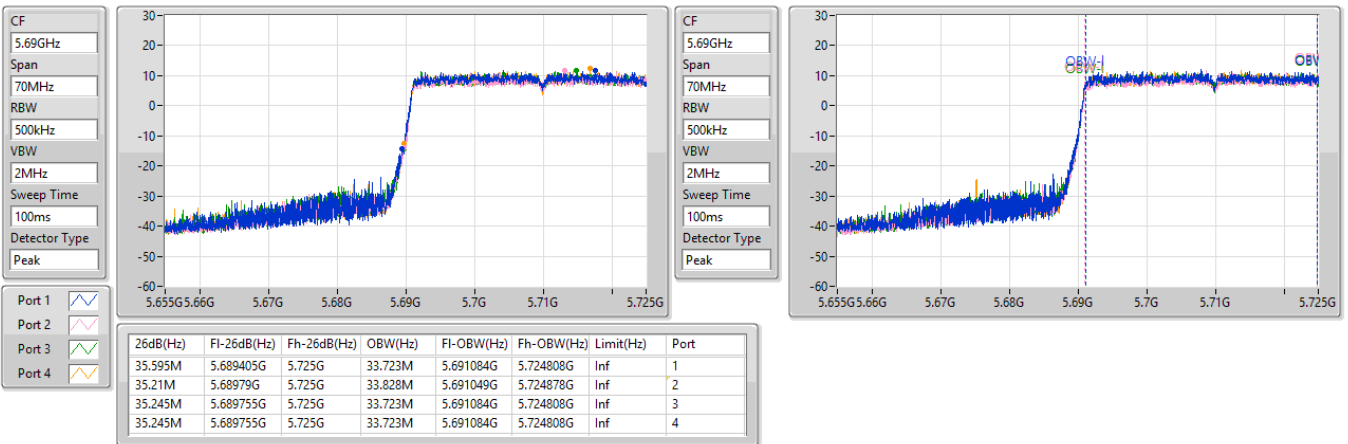 CF
5.69GHz
Span
70MHz
RBW
500kHz
VBW
2MHz
Sweep Time
100ms
Detector Type
Peak
30
20
10
0
-10
-20
-30
-40
-50
-60
5.655G 5.66G 5.67G 5.68G 5.69G 5.7G 5.71G 5.725G
CF
5.69GHz
Span
70MHz
RBW
500kHz
VBW
2MHz
Sweep Time
100ms
Detector Type
Peak
30
20
10
0
-10
-20
-30
-40
-50
-60
OBW-l
OBW
5.655G 5.66G 5.67G 5.68G 5.69G 5.7G 5.71G 5.725G
Port 1
Port 2
Port 3
Port 4
26dB(Hz) Fl-26dB(Hz) Fh-26dB(Hz) OBW(Hz) Fl-OBW(Hz) Fh-OBW(Hz) Limit(Hz) Port
35.595M 5.689405G 5.725G 33.723M 5.691084G 5.724808G Inf 1
35.21M 5.68979G 5.725G 33.828M 5.691049G 5.724878G Inf 2
35.245M 5.689755G 5.725G 33.723M 5.691084G 5.724808G Inf 3
35.245M 5.689755G 5.725G 33.723M 5.691084G 5.724808G Inf 4